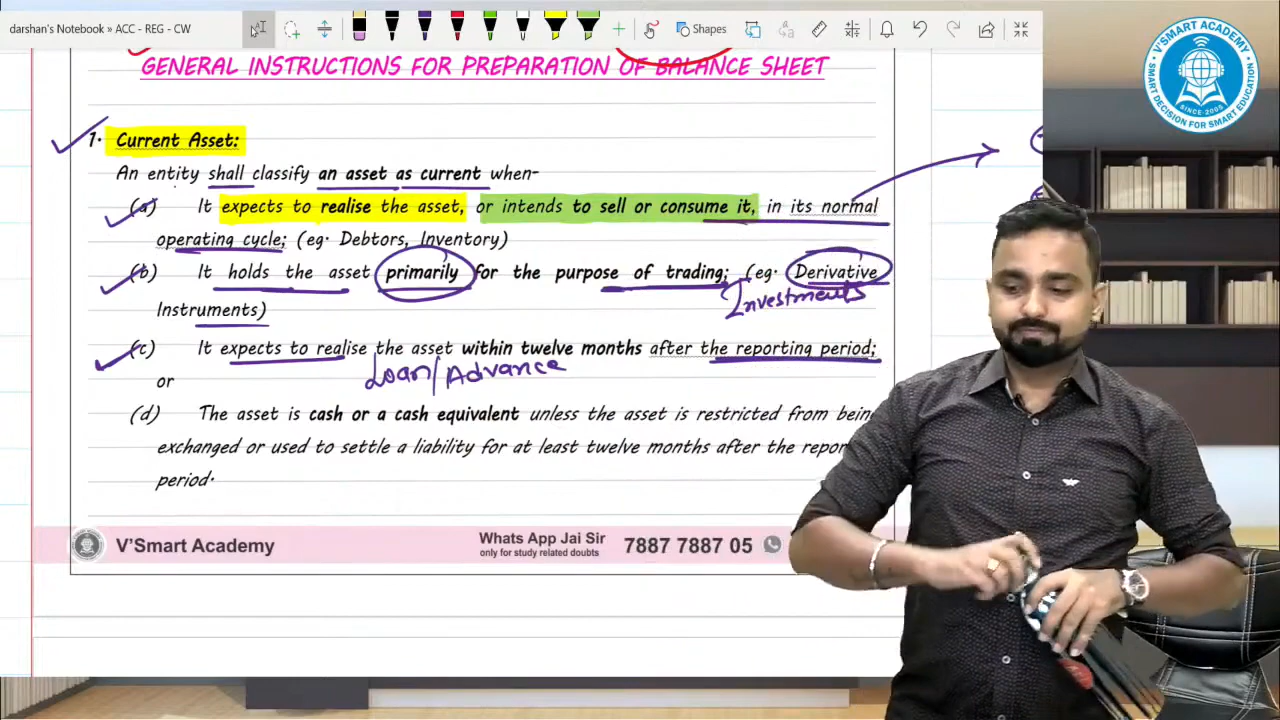 darshan's Notebook » ACC - REG - CW
Shapes
GENERAL INSTRUCTIONS FOR PREPARATION OF BALANCE SHEET
1. Current Asset:
An entity shall classify an asset as current when-
(a) It expects to realise the asset, or intends to sell or consume it, in its normal
operating cycle; (eg. Debtors, Inventory)
(b) It holds the asset primarily for the purpose of trading; (eg. Derivative
Investments
Instruments)
(c) It expects to realise the asset within twelve months after the reporting period;
Loan/Advance
or
(d) The asset is cash or a cash equivalent unless the asset is restricted from being
exchanged or used to settle a liability for at least twelve months after the repor
period.
V'Smart Academy
Whats App Jai Sir
only for study related doubts
7887 7887 05
V'SMART ACADEMY
SINCE-2005
SMART DECISION FOR SMART EDUCATION